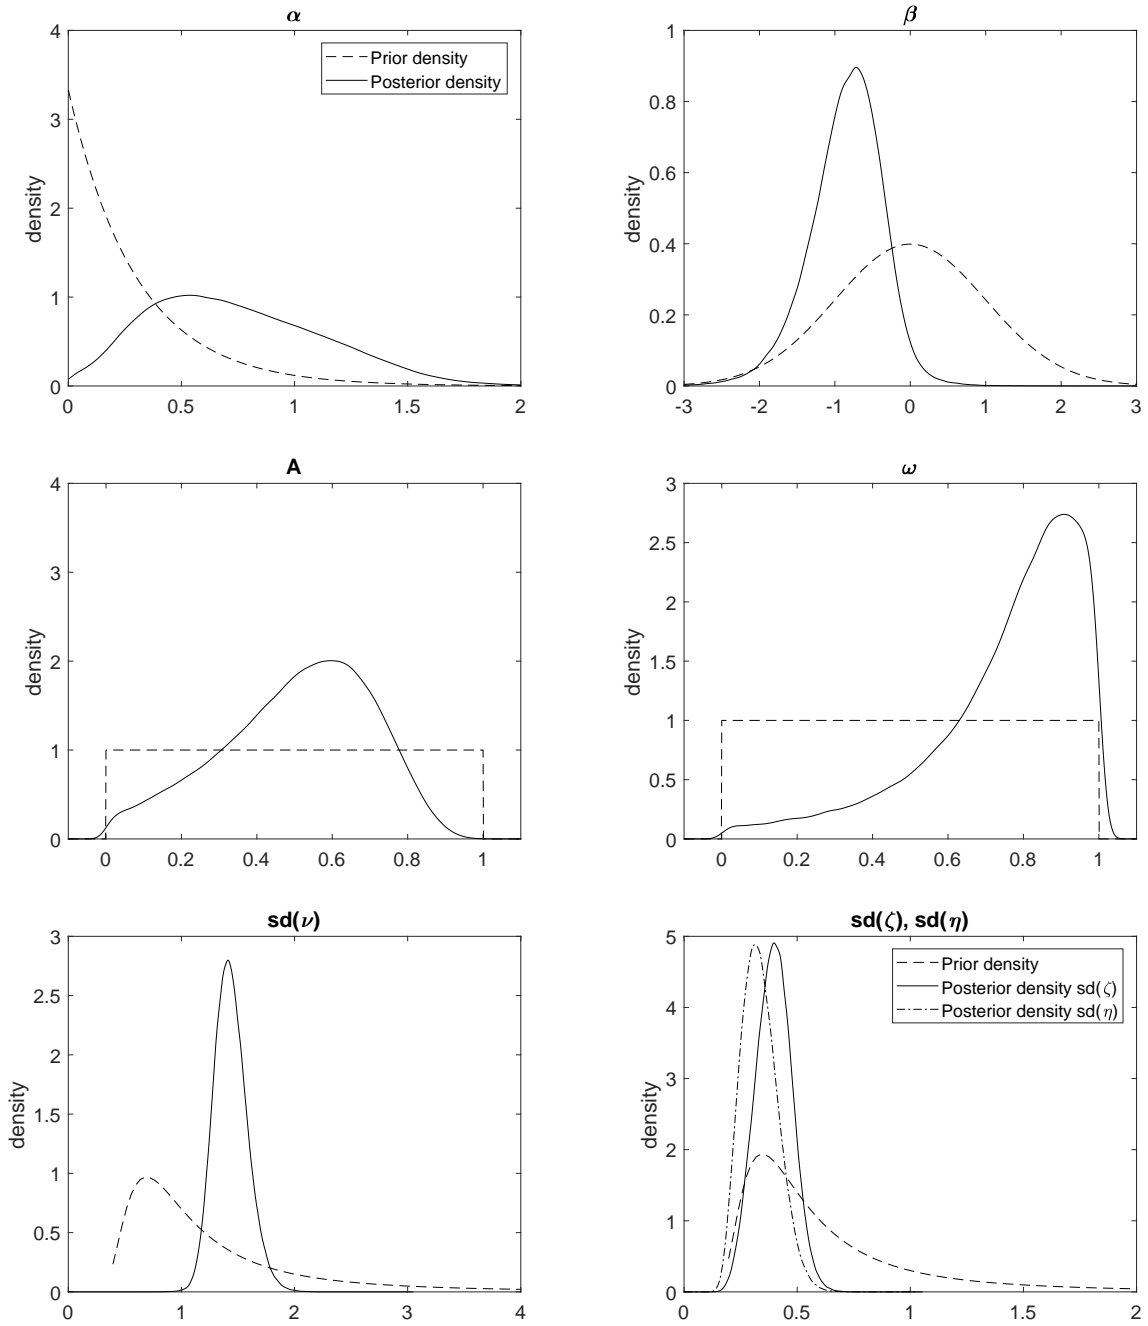 α
4
3
2
1
0
density
Prior density
Posterior density
0 0.5 1 1.5 2
β
1
0.8
0.6
0.4
0.2
0
density
-3 -2 -1 0 1 2 3
A
4
3
2
1
0
density
0 0.2 0.4 0.6 0.8 1
ω
3
2.5
2
1.5
1
0.5
0
density
0 0.2 0.4 0.6 0.8 1
sd(ν)
3
2.5
2
1.5
1
0.5
0
density
0 1 2 3 4
sd(ζ), sd(η)
5
4
3
2
1
0
density
Prior density
Posterior density sd(ζ)
Posterior density sd(η)
0 0.5 1 1.5 2